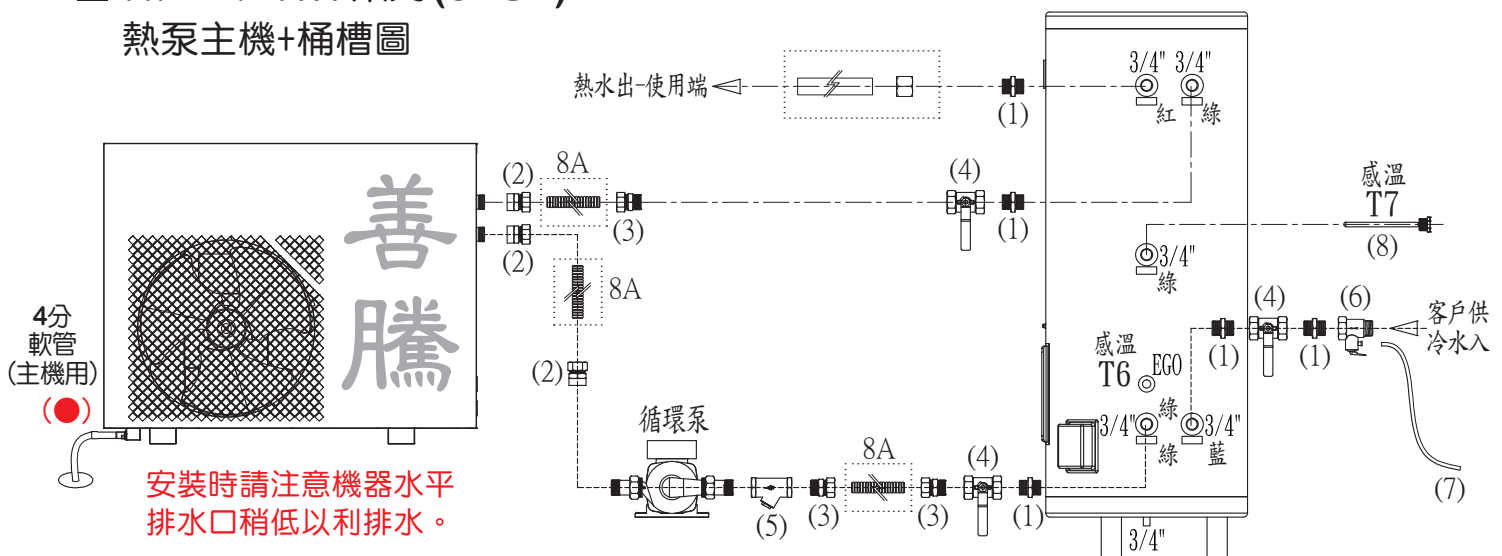 熱泵主機+桶槽圖
熱水出-使用端
(1)
3/4" 3/4"
紅 綠
善
騰
(2)
8A
(3)
(4)
(1)
感溫
T7
(8)
(2)
8A
3/4"
綠
4分
軟管
(主機用)
(●)
(2)
(1)
(4)
(1)
(6)
客戶供
冷水入
感溫
T6
EGO
綠
3/4"
綠
3/4"
藍
循環泵
(5)
(3)
8A
(3)
(4)
(1)
(7)
安裝時請注意機器水平
排水口稍低以利排水。
3/4"